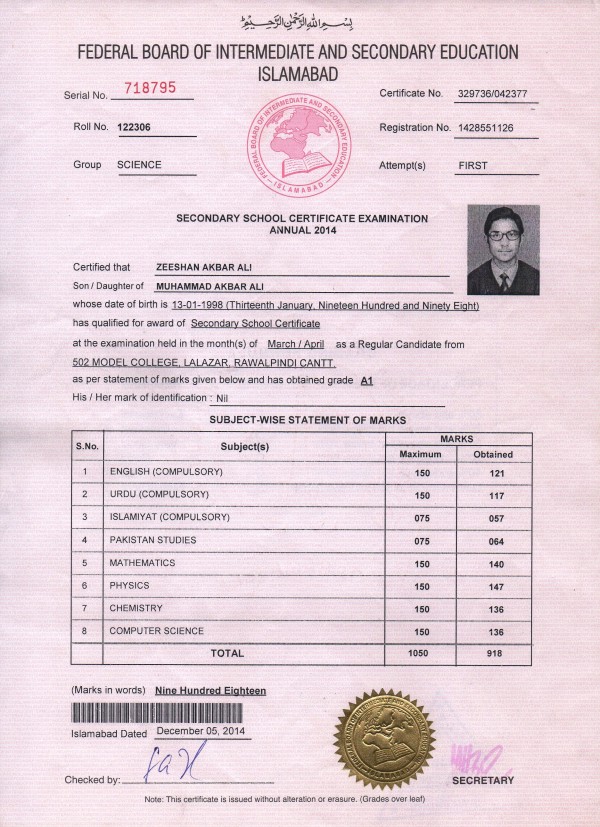 بسم الله الرحمن الرحيم
FEDERAL BOARD OF INTERMEDIATE AND SECONDARY EDUCATION
ISLAMABAD
Serial No. 718795
Certificate No. 329736/042377
Roll No. 122306
Registration No. 1428551126
Group SCIENCE
Attempt(s) FIRST
FEDERAL BOARD OF INTERMEDIATE AND SECONDARY EDUCATION
ISLAMABAD
SECONDARY SCHOOL CERTIFICATE EXAMINATION
ANNUAL 2014
Certified that ZEESHAN AKBAR ALI
Son / Daughter of MUHAMMAD AKBAR ALI
whose date of birth is 13-01-1998 (Thirteenth January, Nineteen Hundred and Ninety Eight)
has qualified for award of Secondary School Certificate
at the examination held in the month(s) of March / April as a Regular Candidate from
502 MODEL COLLEGE, LALAZAR, RAWALPINDI CANTT.
as per statement of marks given below and has obtained grade A1
His / Her mark of identification : Nil
SUBJECT-WISE STATEMENT OF MARKS
S.No. Subject(s) MARKS
Maximum Obtained
1 ENGLISH (COMPULSORY) 150 121
2 URDU (COMPULSORY) 150 117
3 ISLAMIYAT (COMPULSORY) 075 057
4 PAKISTAN STUDIES 075 064
5 MATHEMATICS 150 140
6 PHYSICS 150 147
7 CHEMISTRY 150 136
8 COMPUTER SCIENCE 150 136
TOTAL 1050 918
(Marks in words) Nine Hundred Eighteen
Islamabad Dated December 05, 2014
Checked by:
SECRETARY
Note: This certificate is issued without alteration or erasure. (Grades over leaf)